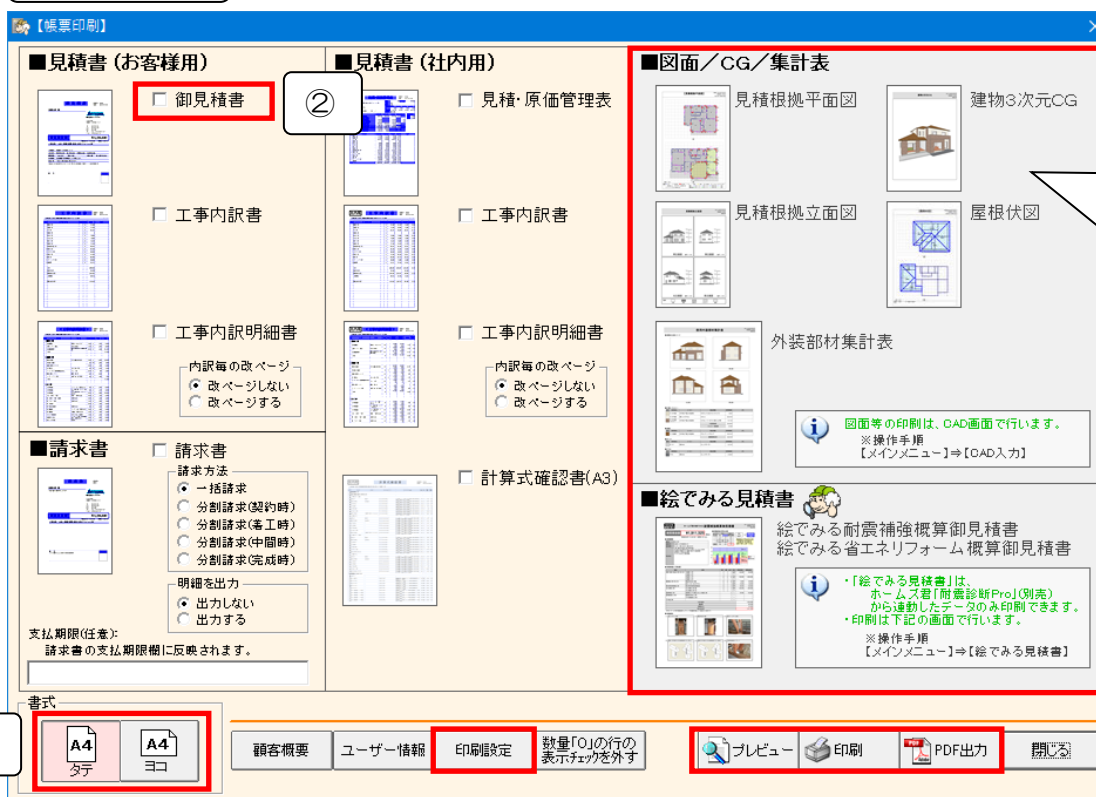 【帳票印刷】
■見積書（お客様用）
□ 御見積書
②
□ 工事内訳書
□ 工事内訳明細書
内訳毎の改ページ
改ページしない
改ページする
■請求書
□ 請求書
請求方法
一括請求
分割請求(契約時)
分割請求(着工時)
分割請求(中間時)
分割請求(完成時)
明細を出力
出力しない
出力する
支払期限(任意):
請求書の支払期限欄に反映されます。
■見積書（社内用）
□ 見積・原価管理表
□ 工事内訳書
□ 工事内訳明細書
内訳毎の改ページ
改ページしない
改ページする
□ 計算式確認書(A3)
■図面／CG／集計表
見積根拠平面図
建物3次元CG
見積根拠立面図
屋根伏図
外装部材集計表
図面等の印刷は、CAD画面で行います。
※操作手順
【メインメニュー】⇒【CAD入力】
■絵でみる見積書
絵でみる耐震補強概算御見積書
絵でみる省エネリフォーム概算御見積書
・「絵でみる見積書」は、
ホームズ君「耐震診断Pro」(別売)
から連動したデータのみ印刷できます。
・印刷は下記の画面で行います。
※操作手順
【メインメニュー】⇒【絵でみる見積書】
書式
A4
タテ
A4
ヨコ
顧客概要
ユーザー情報
印刷設定
数量「0」の行の
表示チェックを外す
プレビュー
印刷
PDF出力
閉じる